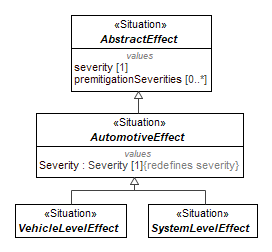 «Situation»
AbstractEffect
values
severity [1]
premitigationSeverities [0..*]
«Situation»
AutomotiveEffect
values
Severity : Severity [1]{redefines severity}
«Situation»
VehicleLevelEffect
«Situation»
SystemLevelEffect